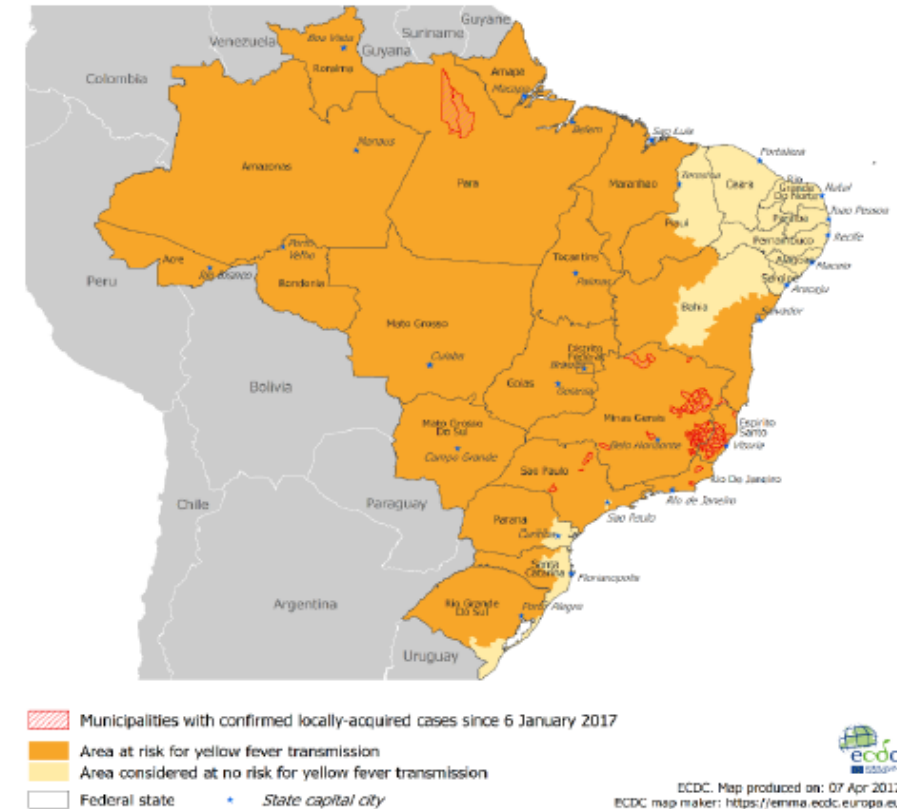 Guyane
Suriname
Venezuela
Boa Vista
Guyana
Roraima
Colombia
Amapá
Macapa
Belem
Sao Luis
Manaus
Fortaleza
Amazonas
Para
Maranhao
Teresina
Ceara
Rio
Grande
Do Norte
Natal
Joao Pessoa
Paraiba
Piaui
Recife
Pernambuco
Porto
Velho
Acre
Rio Branco
Tocantins
Alagoas
Maceio
Peru
Rondonia
Palmas
Sergipe
Aracaju
Bahia
Salvador
Mato Grosso
Distrito
Federal
Brasilia
Cuiaba
Goias
Goiania
Bolivia
Minas Gerais
Mato Grosso
Do Sul
Espirito
Santo
Belo Horizonte
Vitoria
Campo Grande
Sao Paulo
Rio De Janeiro
Chile
Paraguay
Rio de Janeiro
Sao Paulo
Parana
Curitiba
Santa
Catarina
Florianopolis
Argentina
Rio Grande
Do Sul
Porto Alegre
Uruguay
Municipalities with confirmed locally-acquired cases since 6 January 2017
Area at risk for yellow fever transmission
Area considered at no risk for yellow fever transmission
ecdc
Federal state
State capital city
ECDC. Map produced on: 07 Apr 2017
ECDC map maker: https://emma.ecdc.europa.eu